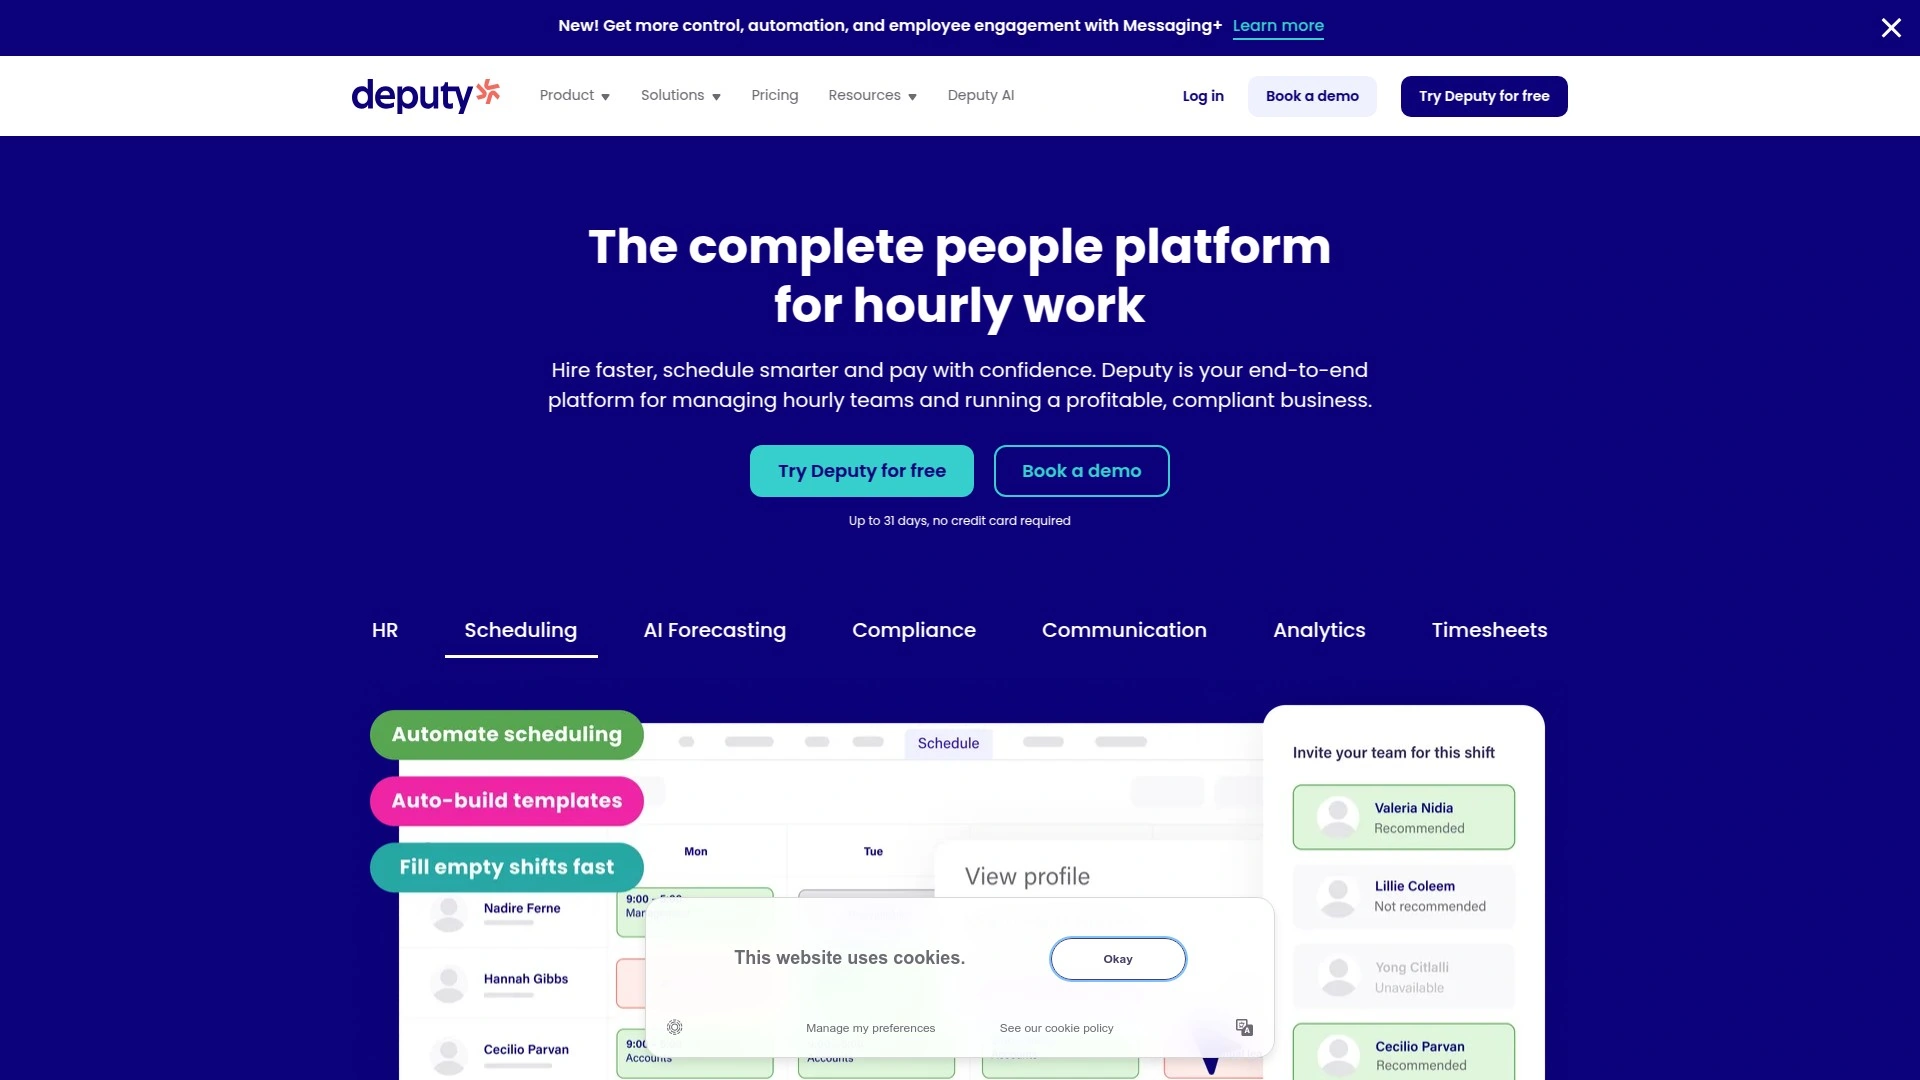 New! Get more control, automation, and employee engagement with Messaging+ Learn more
deputy
Product
Solutions
Pricing
Resources
Deputy AI
Log in
Book a demo
Try Deputy for free
The complete people platform
for hourly work
Hire faster, schedule smarter and pay with confidence. Deputy is your end-to-end
platform for managing hourly teams and running a profitable, compliant business.
Try Deputy for free
Book a demo
Up to 31 days, no credit card required
HR
Scheduling
AI Forecasting
Compliance
Communication
Analytics
Timesheets
Automate scheduling
Auto-build templates
Fill empty shifts fast
Schedule
Mon
Tue
View profile
Nadire Ferne
Hannah Gibbs
Cecilio Parvan
9:00
Accounts
Accounts
Invite your team for this shift
Valeria Nidia
Recommended
Lillie Coleem
Not recommended
Yong Citlalli
Unavailable
Cecilio Parvan
Recommended
This website uses cookies.
Okay
Manage my preferences
See our cookie policy